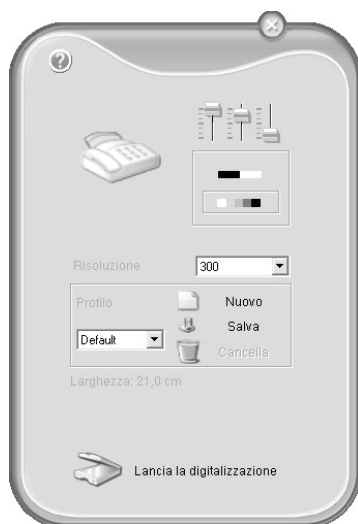 ?
Risoluzione 300
Profilo Nuovo
Salva
Default
Cancella
Larghezza: 21,0 cm
Lancia la digitalizzazione